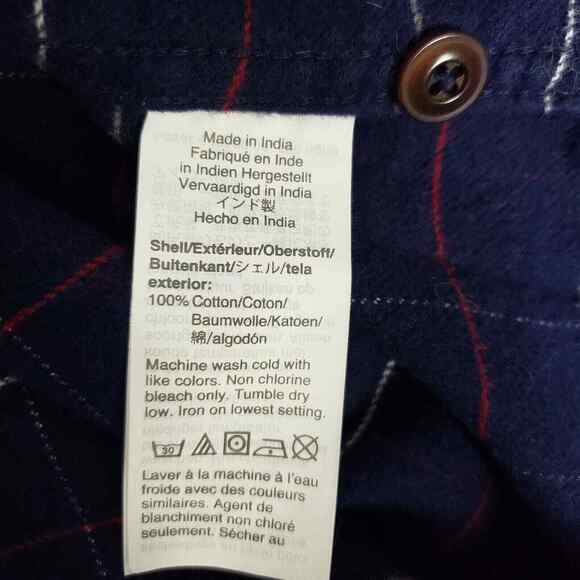 Made in India
Fabriqué en Inde
in Indien Hergestellt
Vervaardigd in India
インド製
Hecho en India
Shell/Extérieur/Oberstoff/
Buitenkant/シェル/tela
exterior:
100% Cotton/Coton/
Baumwolle/Katoen/
綿/algodón
Machine wash cold with
like colors. Non chlorine
bleach only. Tumble dry
low. Iron on lowest setting.
30
Laver à la machine à l'eau
froide avec des couleurs
similaires. Agent de
blanchiment non chloré
seulement. Sécher au